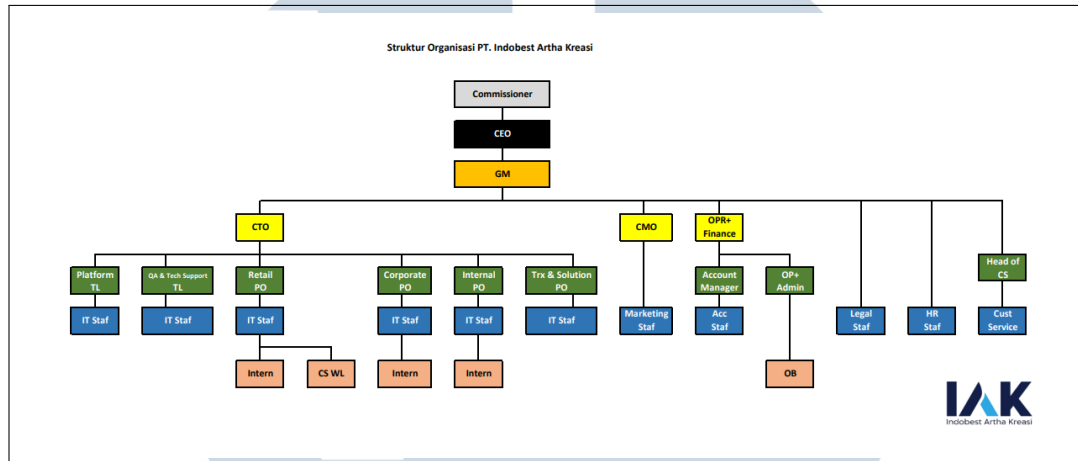 Struktur Organisasi PT. Indobest Artha Kreasi
Commissioner
CEO
GM
CTO
CMO
OPR+
Finance
Platform
TL
QA & Tech Support
TL
Retail
PO
Corporate
PO
Internal
PO
Trx & Solution
PO
Account
Manager
OP+
Admin
Head of
CS
IT Staf
IT Staf
IT Staf
IT Staf
IT Staf
IT Staf
Marketing
Staf
Acc
Staf
Legal
Staf
HR
Staf
Cust
Service
Intern
CS WL
Intern
Intern
OB
IAK
Indobest Artha Kreasi